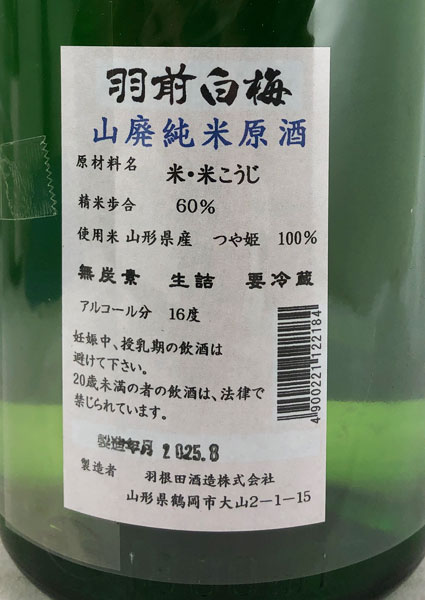 羽前白梅
山廃純米原酒
原材料名 米・米こうじ
精米歩合 60%
使用米 山形県産 つや姫 100%
無炭素 生詰 要冷蔵
アルコール分 16度
妊娠中、授乳期の飲酒は
避けて下さい。
20歳未満の者の飲酒は、法律で
禁じられています。
4900221122184
製造年月 2025.8
製造者 羽根田酒造株式会社
山形県鶴岡市大山2-1-15